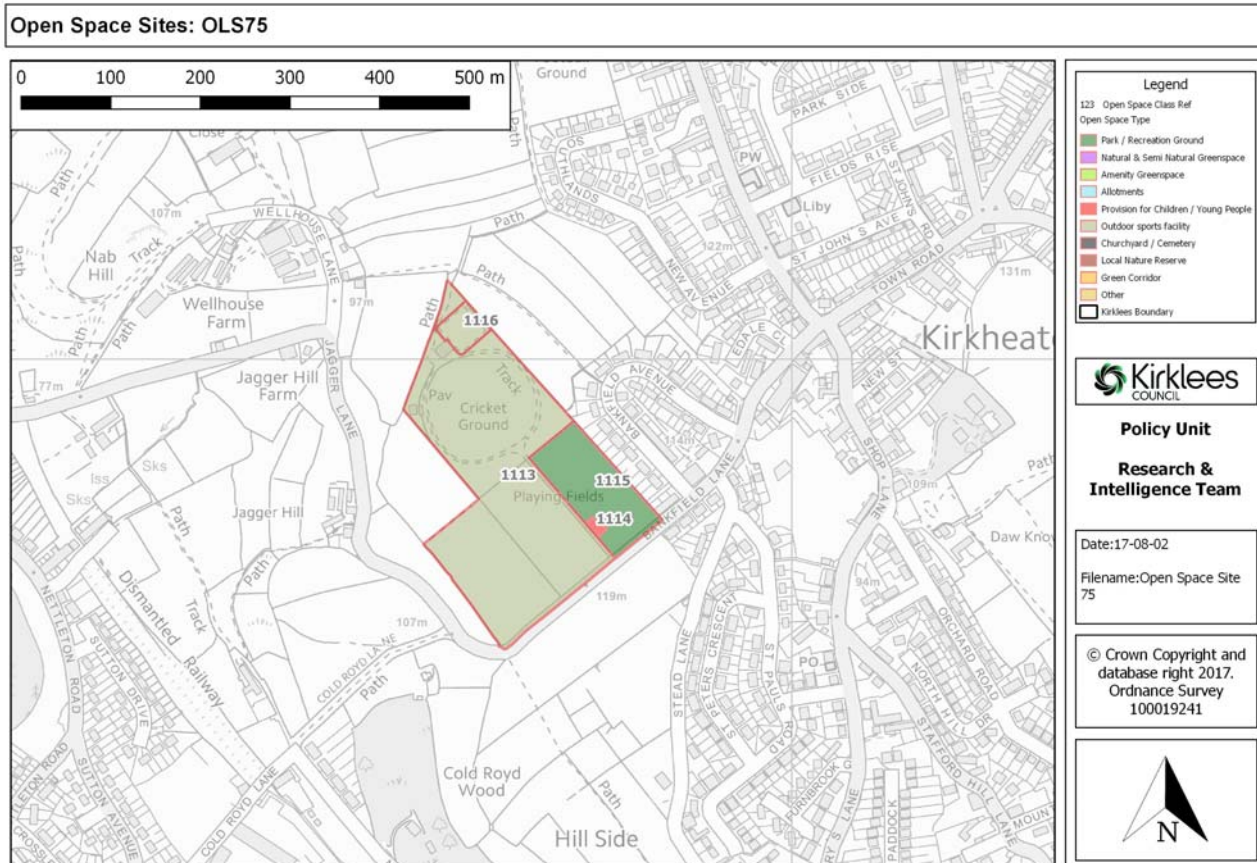 Open Space Sites: OLS75
0 100 200 300 400 500 m
Ground
PARK SIDE
Close
Path
SOUTHLANDS
PW
FIELDS RISE
ST JOHN'S RD
Path
107m
Track
WELLHOUSE LANE
Path
Liby
ST JOHN S AVE
122m
Path
Nab
Hill
Path
NEW AVENUE
TOWN ROAD
131m
Wellhouse
Farm
97m
Path
1116
EDALE
Kirkheat
77m
Jagger Hill
Farm
JAGGER LANE
Track
Pav
Cricket
Ground
BANKFIELD AVENUE
114m
NEW ST
SHOP LANE
Sks
Iss
Sks
1113
1115
Playing Fields
109m
Path
Jagger Hill
Path
1114
BANKFIELD LANE
Daw Kno
Path
Dismantled Railway
Track
119m
94m
NETTLETON ROAD
SUTTON DRIVE
107m
COLD ROYD LANE
Path
STEAD LANE
ST PETERS CRESCENT
ST PAULS ROAD
PO
ORCHARD ROAD
NORTH HILL DR
STAFFORD HILL LANE
SUTTON AVENUE
COLD ROYD LANE
Cold Royd
Wood
Path
PADDOCK
MOUN
Hill Side
Legend
123 Open Space Class Ref
Open Space Type
Park / Recreation Ground
Natural & Semi Natural Greenspace
Amenity Greenspace
Allotments
Provision for Children / Young People
Outdoor sports facility
Churchyard / Cemetery
Local Nature Reserve
Green Corridor
Other
Kirklees Boundary
Kirklees
COUNCIL
Policy Unit
Research &
Intelligence Team
Date:17-08-02
Filename:Open Space Site
75
© Crown Copyright and
database right 2017.
Ordnance Survey
100019241
N